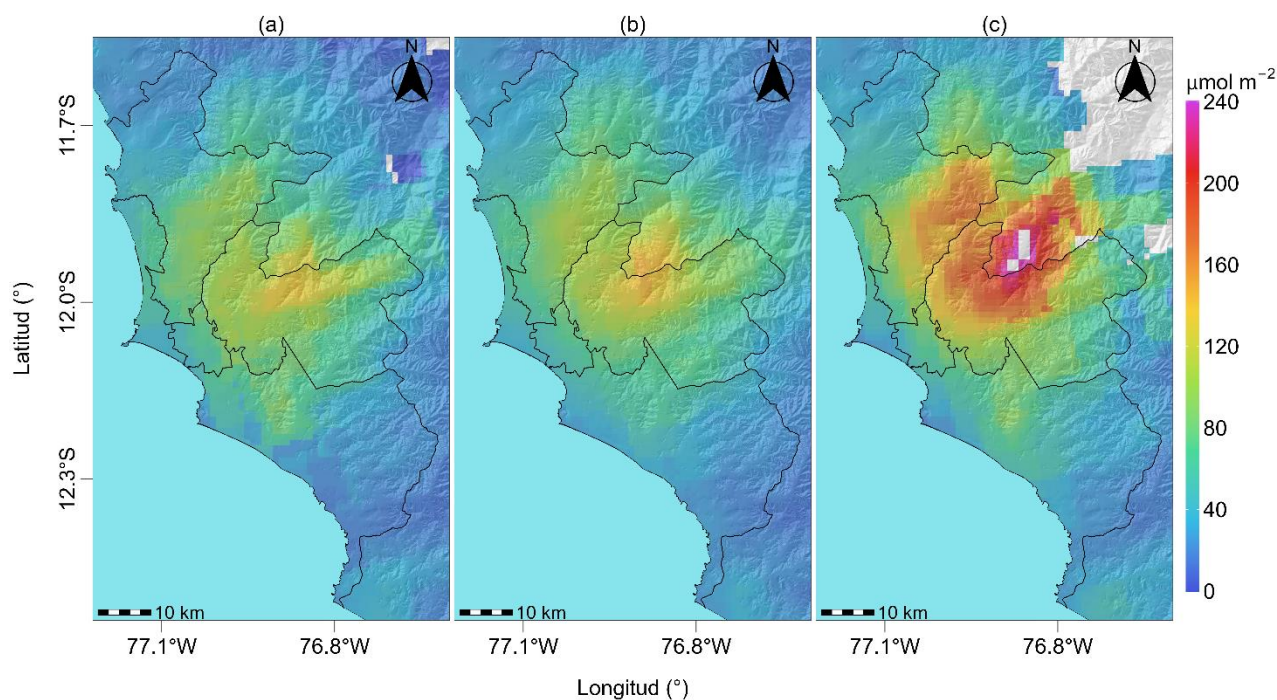 (a)
(b)
(c)
N
N
N
µmol m⁻²
240
200
160
120
80
40
0
Latitud (°)
11.7°S
12.0°S
12.3°S
10 km
10 km
10 km
77.1°W
76.8°W
77.1°W
76.8°W
77.1°W
76.8°W
Longitud (°)